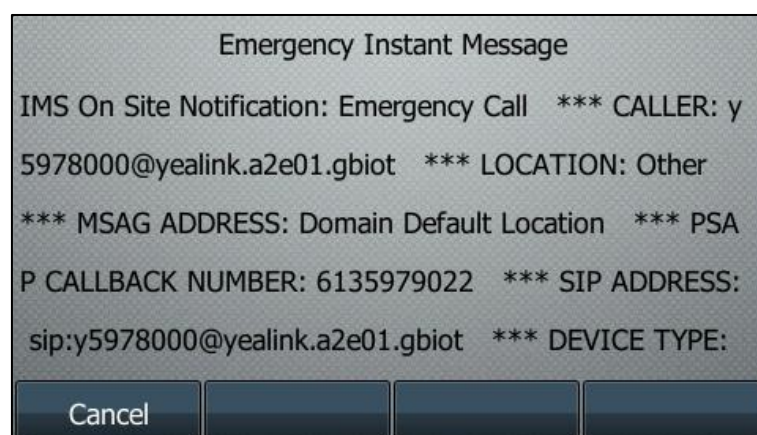 Emergency Instant Message
IMS On Site Notification: Emergency Call *** CALLER: y
5978000@yealink.a2e01.gbiot *** LOCATION: Other
*** MSAG ADDRESS: Domain Default Location *** PSA
P CALLBACK NUMBER: 6135979022 *** SIP ADDRESS:
sip:y5978000@yealink.a2e01.gbiot *** DEVICE TYPE:
Cancel